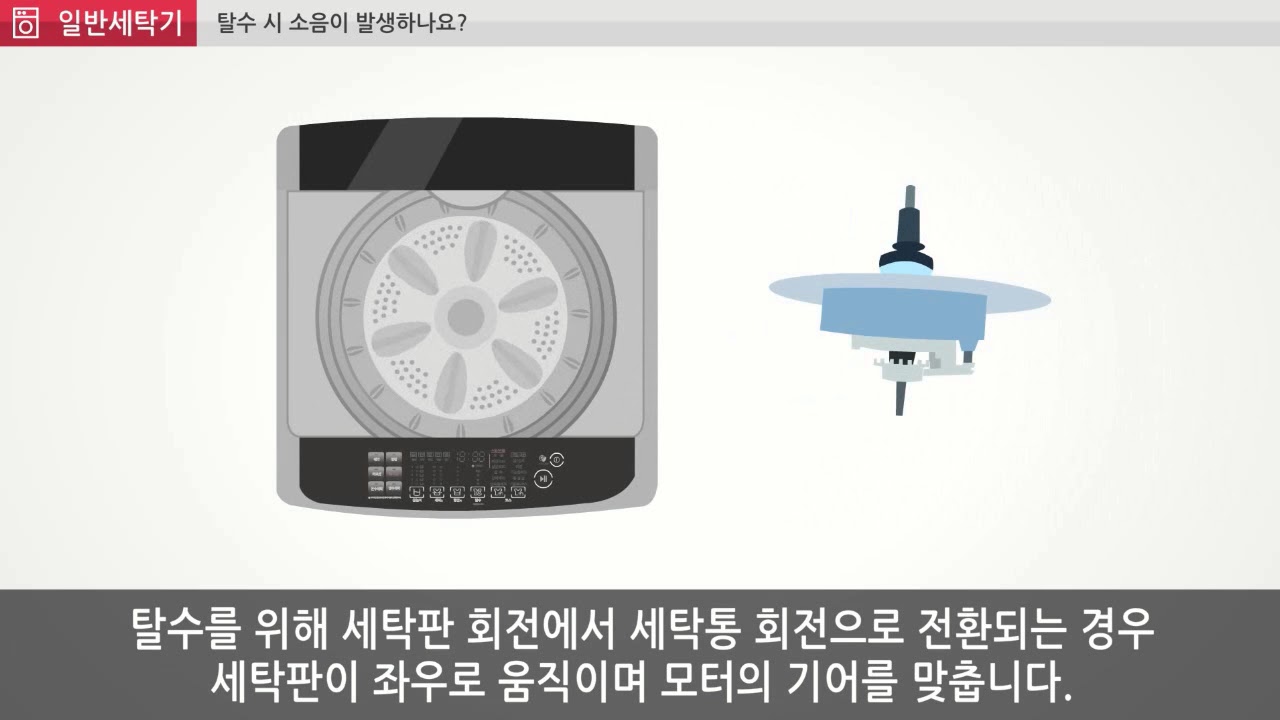 일반세탁기
탈수 시 소음이 발생하나요?
탈수를 위해 세탁판 회전에서 세탁통 회전으로 전환되는 경우
세탁판이 좌우로 움직이며 모터의 기어를 맞춥니다.